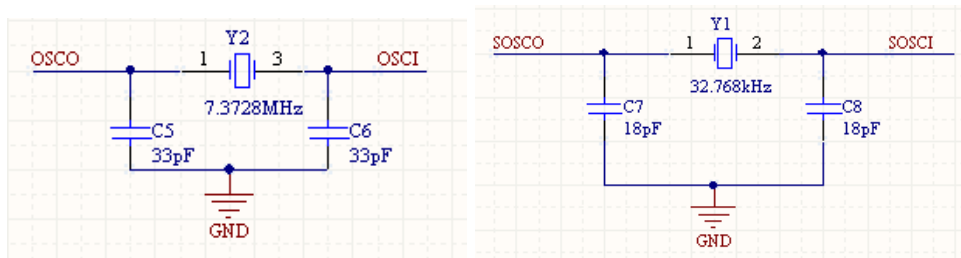 Y2
OSCO 1 3 OSCI
7.3728MHz
C5 C6
33pF 33pF
GND
Y1
SOSCO 1 2 SOSCI
32.768kHz
C7 C8
18pF 18pF
GND